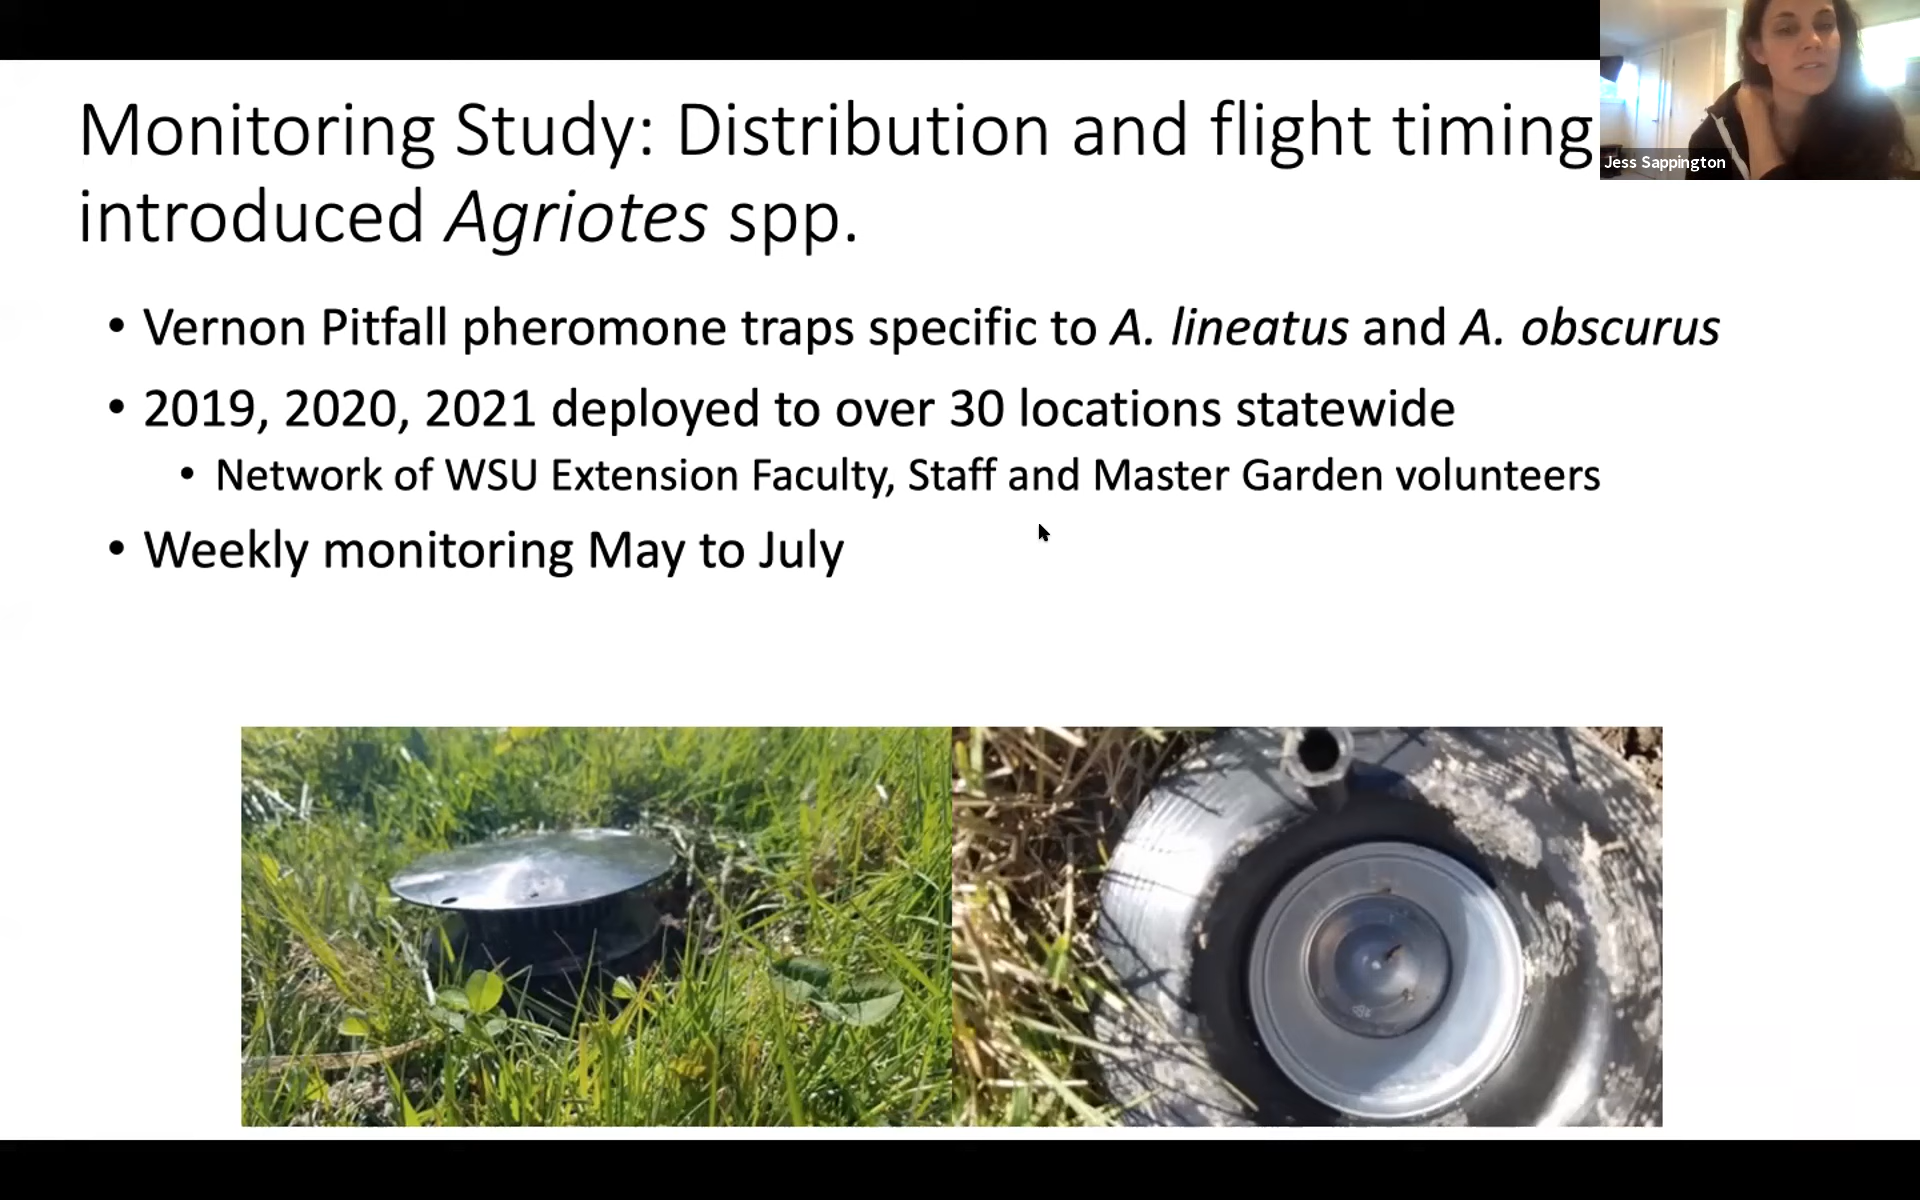 Monitoring Study: Distribution and flight timing
introduced Agriotes spp.
Jess Sappington
• Vernon Pitfall pheromone traps specific to A. lineatus and A. obscurus
• 2019, 2020, 2021 deployed to over 30 locations statewide
• Network of WSU Extension Faculty, Staff and Master Garden volunteers
• Weekly monitoring May to July